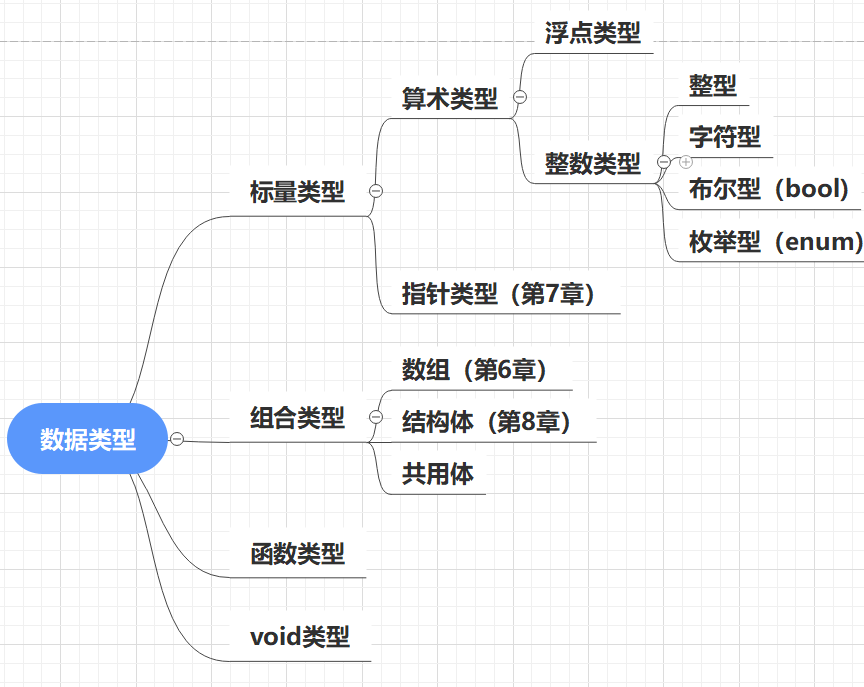 浮点类型
整型
算术类型
字符型
整数类型
布尔型（bool）
标量类型
枚举型（enum）
指针类型（第7章）
数组（第6章）
组合类型
结构体（第8章）
数据类型
共用体
函数类型
void类型